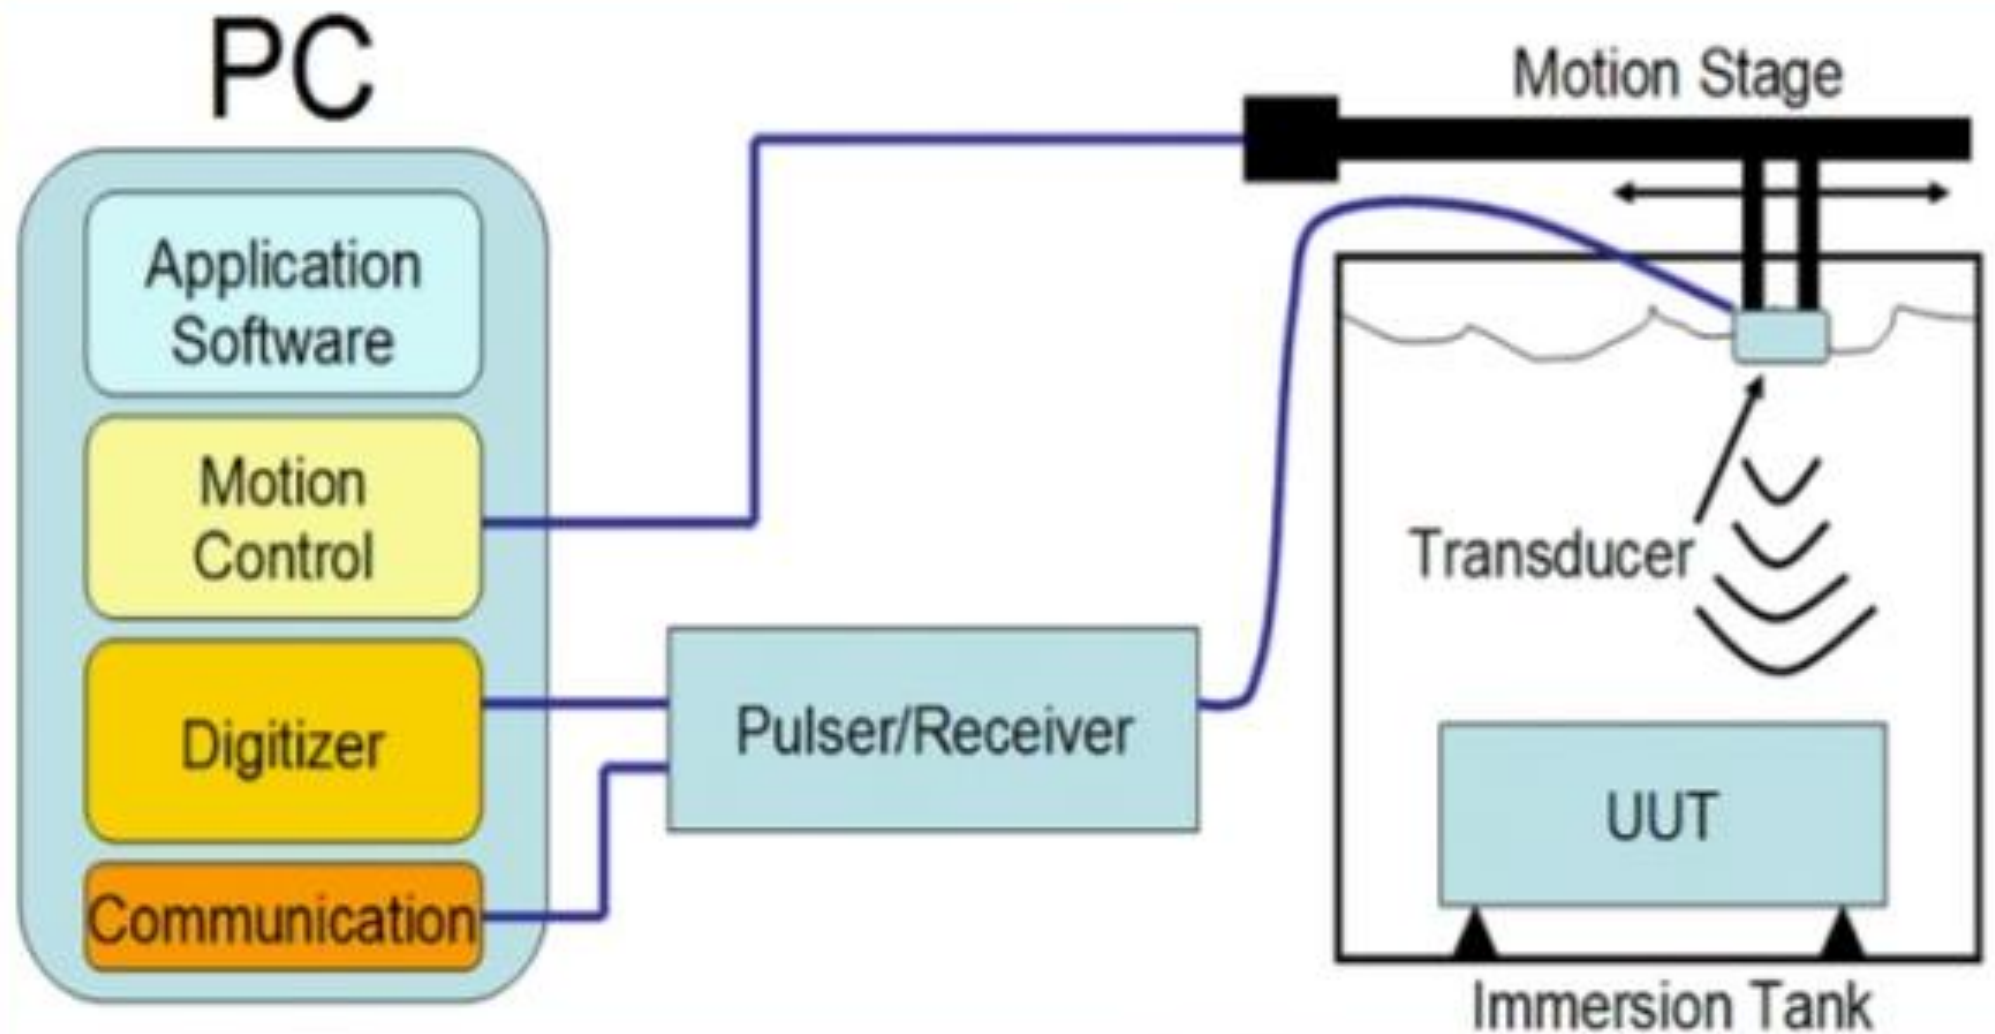 PC
Application
Software
Motion
Control
Digitizer
Communication
Pulser/Receiver
Motion Stage
Transducer
UUT
Immersion Tank